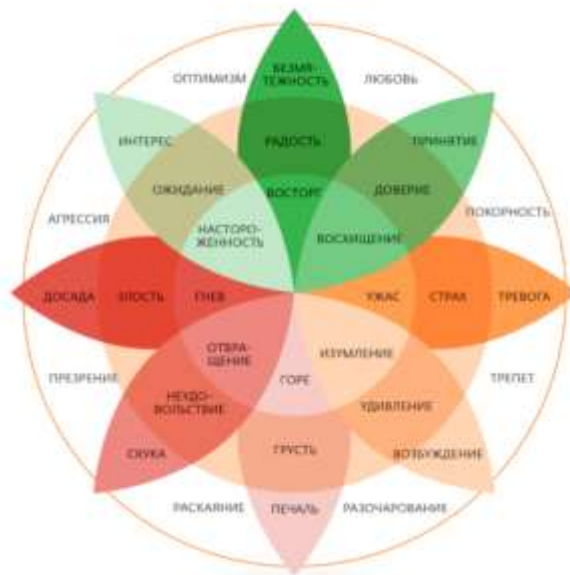 БЕЗМЯ-
ТЕЖНОСТЬ
ОПТИМИЗМ
ЛЮБОВЬ
ИНТЕРЕС
РАДОСТЬ
ПРИНЯТИЕ
ОЖИДАНИЕ
ВОСТОРГ
ДОВЕРИЕ
АГРЕССИЯ
ПОКОРНОСТЬ
НАСТОРО-
ЖЕННОСТЬ
ВОСХИЩЕНИЕ
ДОСАДА
ЗЛОСТЬ
ГНЕВ
УЖАС
СТРАХ
ТРЕВОГА
ОТВРА-
ЩЕНИЕ
ИЗУМЛЕНИЕ
ГОРЕ
ПРЕЗРЕНИЕ
ТРЕПЕТ
НЕУДО-
ВОЛЬСТВИЕ
УДИВЛЕНИЕ
СКУКА
ГРУСТЬ
ВОЗБУЖДЕНИЕ
РАСКАЯНИЕ
ПЕЧАЛЬ
РАЗОЧАРОВАНИЕ